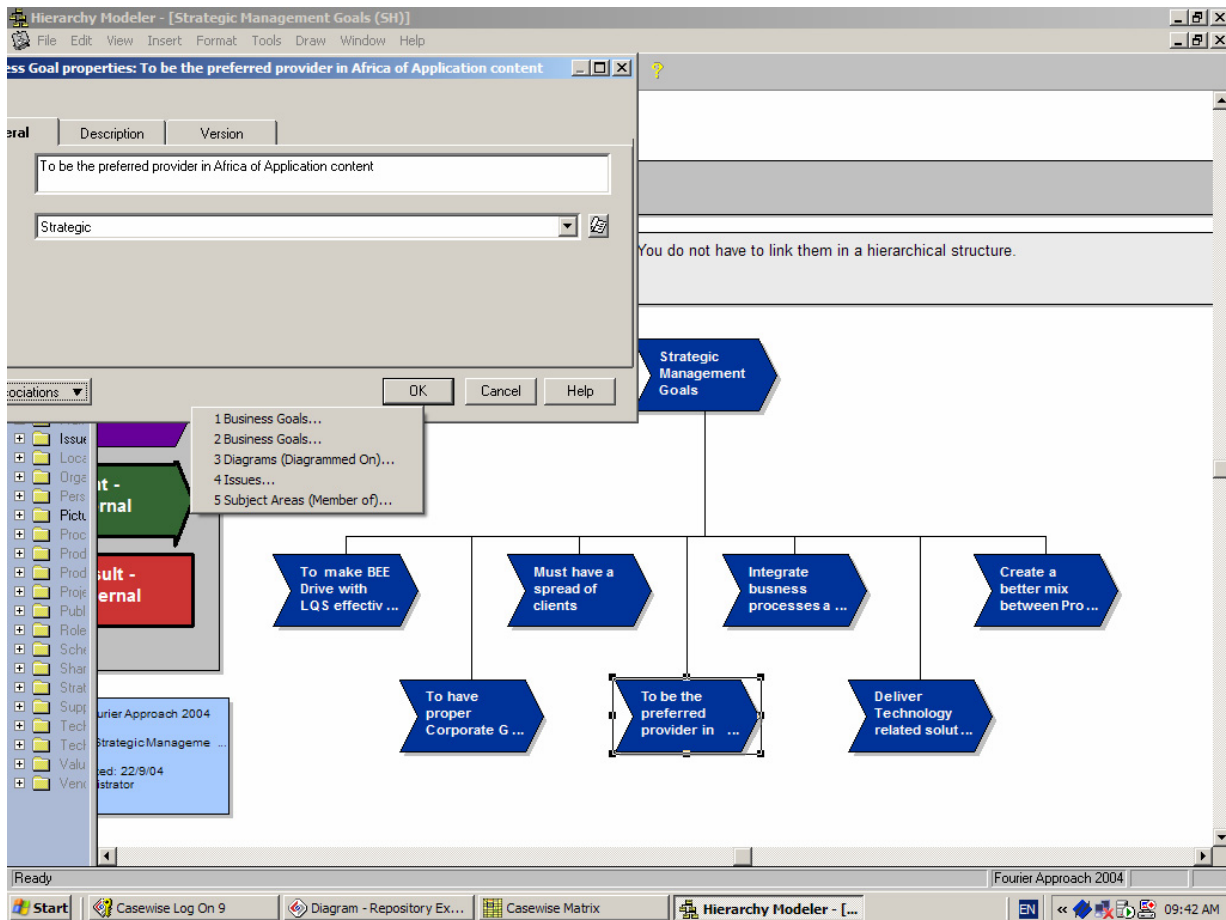 Hierarchy Modeler - [Strategic Management Goals (SH)]
File Edit View Insert Format Tools Draw Window Help
ess Goal properties: To be the preferred provider in Africa of Application content
eral Description Version
To be the preferred provider in Africa of Application content
Strategic
You do not have to link them in a hierarchical structure.
ociations
OK Cancel Help
1 Business Goals...
2 Business Goals...
3 Diagrams (Diagrammed On)...
4 Issues...
5 Subject Areas (Member of)...
Issue
Loca
Orga
Pers
Pictu
Proc
Prod
Prod
Proje
Publ
Role
Sche
Shar
Strat
Supp
Tech
Tech
Valu
Vend
nt -
rnal
sult -
ernal
Strategic
Management
Goals
To make BEE
Drive with
LQS effectiv ...
Must have a
spread of
clients
Integrate
business
processes a ...
Create a
better mix
between Pro ...
To have
proper
Corporate G ...
To be the
preferred
provider in ...
Deliver
Technology
related solut ...
urier Approach 2004
StrategicManageme ...
ted: 22/9/04
istrator
Ready
Fourier Approach 2004
Start
Casewise Log On 9
Diagram - Repository Ex...
Casewise Matrix
Hierarchy Modeler - [...
EN
09:42 AM